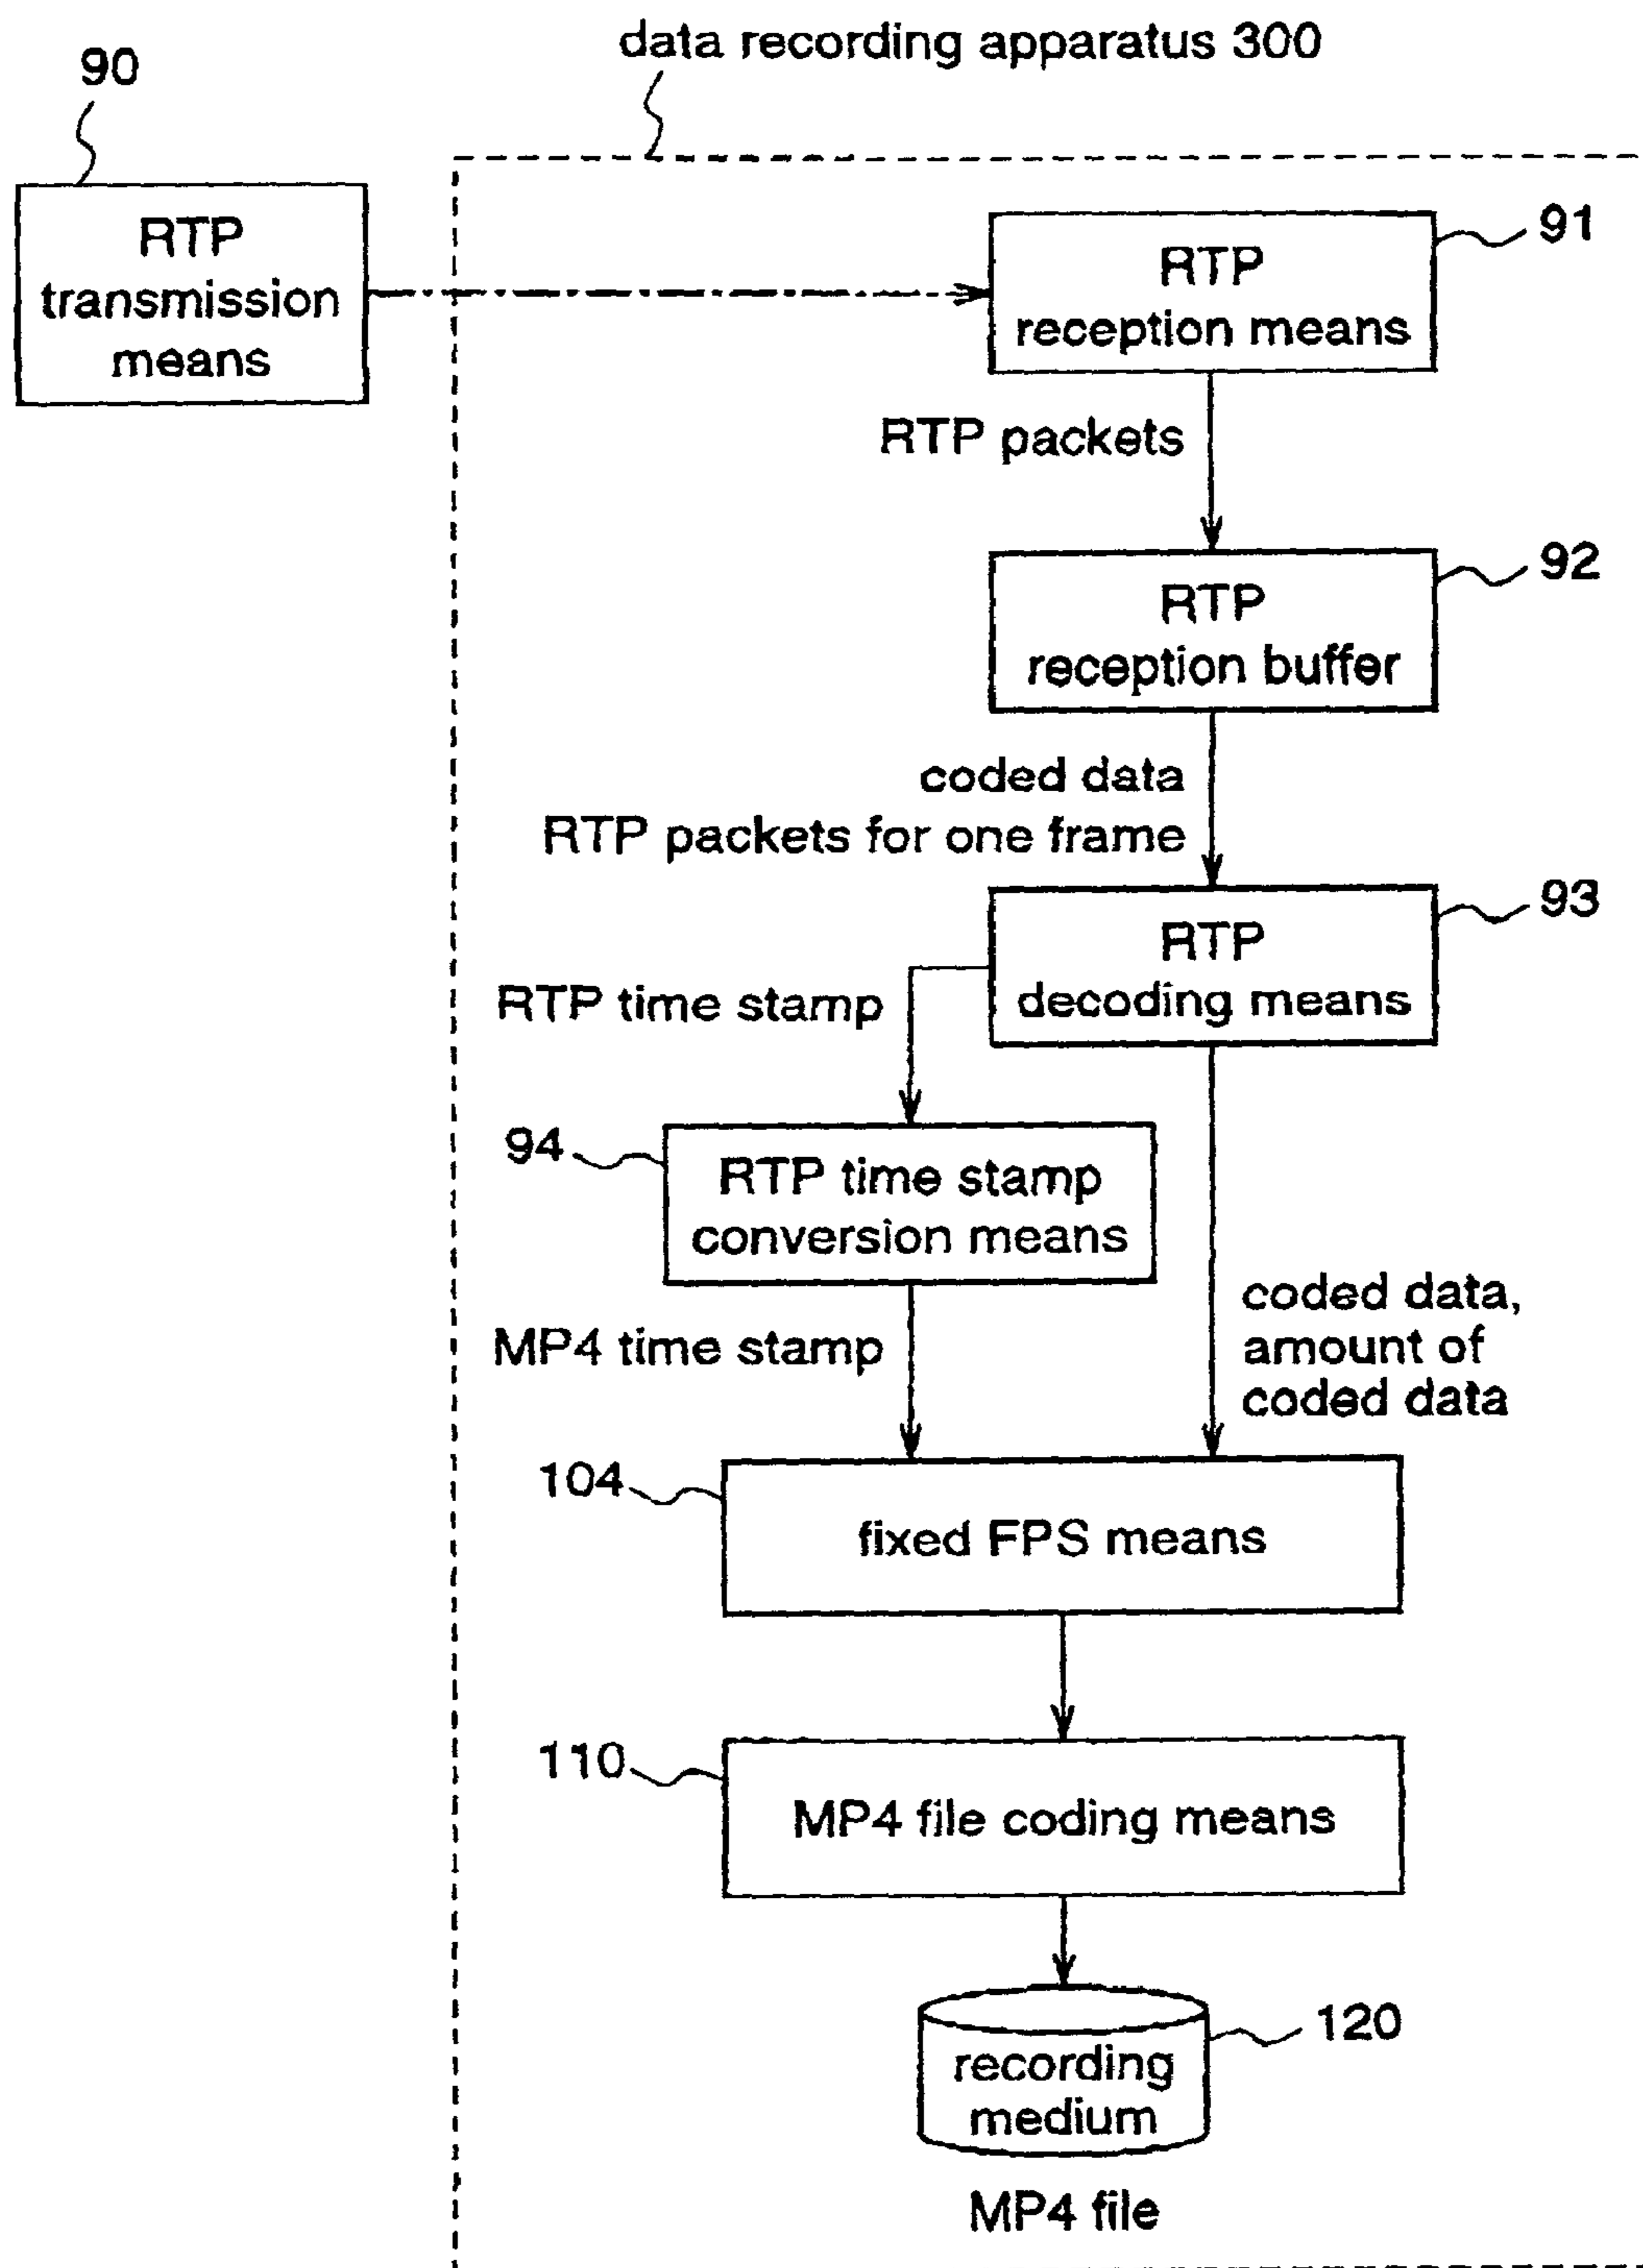 data recording apparatus 300
90
RTP
transmission
means
RTP
reception means
91
RTP packets
RTP
reception buffer
92
coded data
RTP packets for one frame
RTP
decoding means
93
RTP time stamp
94
RTP time stamp
conversion means
MP4 time stamp
coded data,
amount of
coded data
104
fixed FPS means
110
MP4 file coding means
recording
medium
120
MP4 file